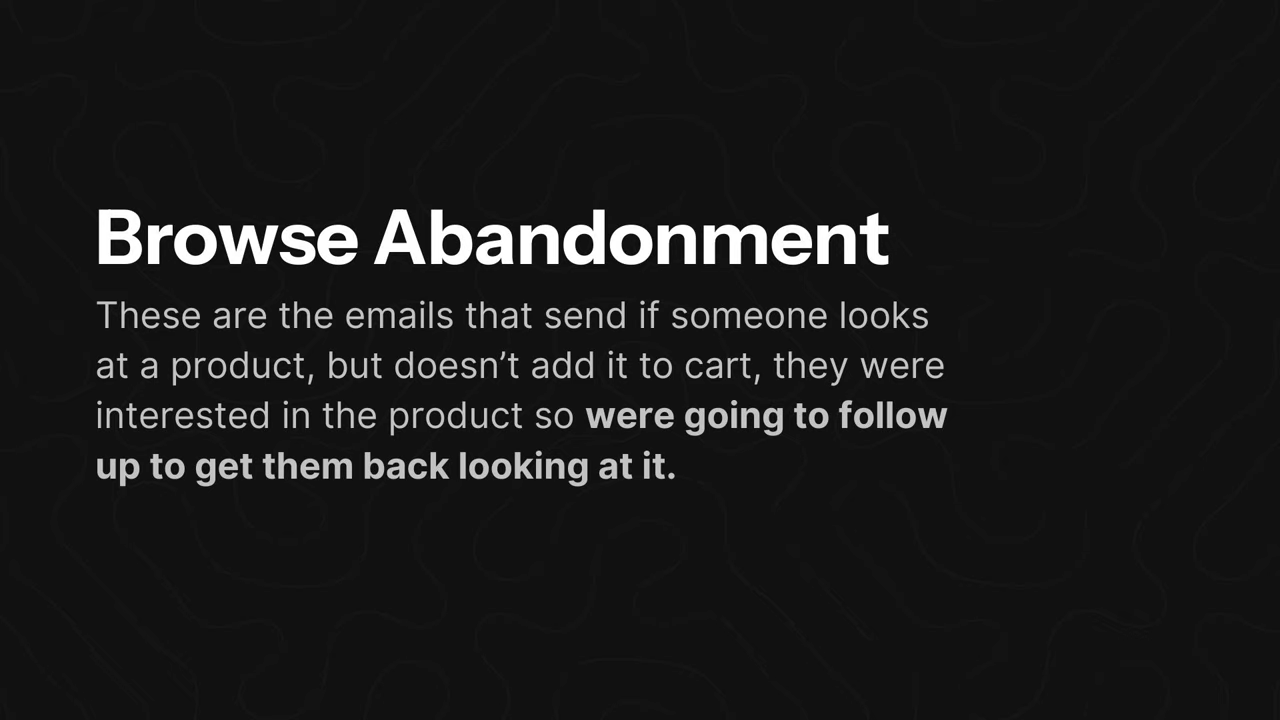 Browse Abandonment
These are the emails that send if someone looks
at a product, but doesn’t add it to cart, they were
interested in the product so were going to follow
up to get them back looking at it.